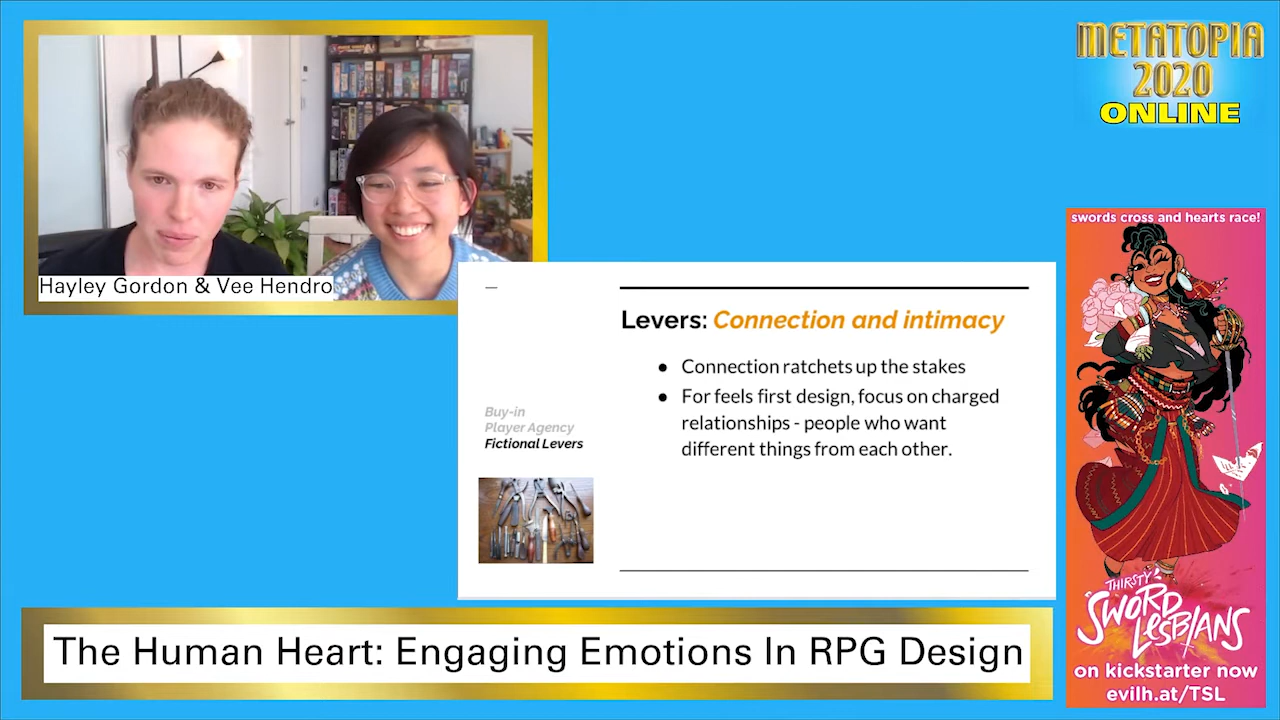 METATOPIA
2020
ONLINE
Hayley Gordon & Vee Hendro
Levers: Connection and intimacy
● Connection ratchets up the stakes
● For feels first design, focus on charged
relationships - people who want
different things from each other.
Buy-in
Player Agency
Fictional Levers
The Human Heart: Engaging Emotions In RPG Design
swords cross and hearts race!
THIRSTY
SWORD
LESBIANS
on kickstarter now
evilh.at/TSL